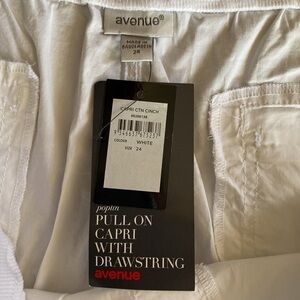 avenue®
MADE IN
BANGLADESH
24
CAPRI CTN CINCH
COLOUR WHITE
SIZE 24
poplin
PULL ON
CAPRI
WITH
DRAWSTRING
avenue